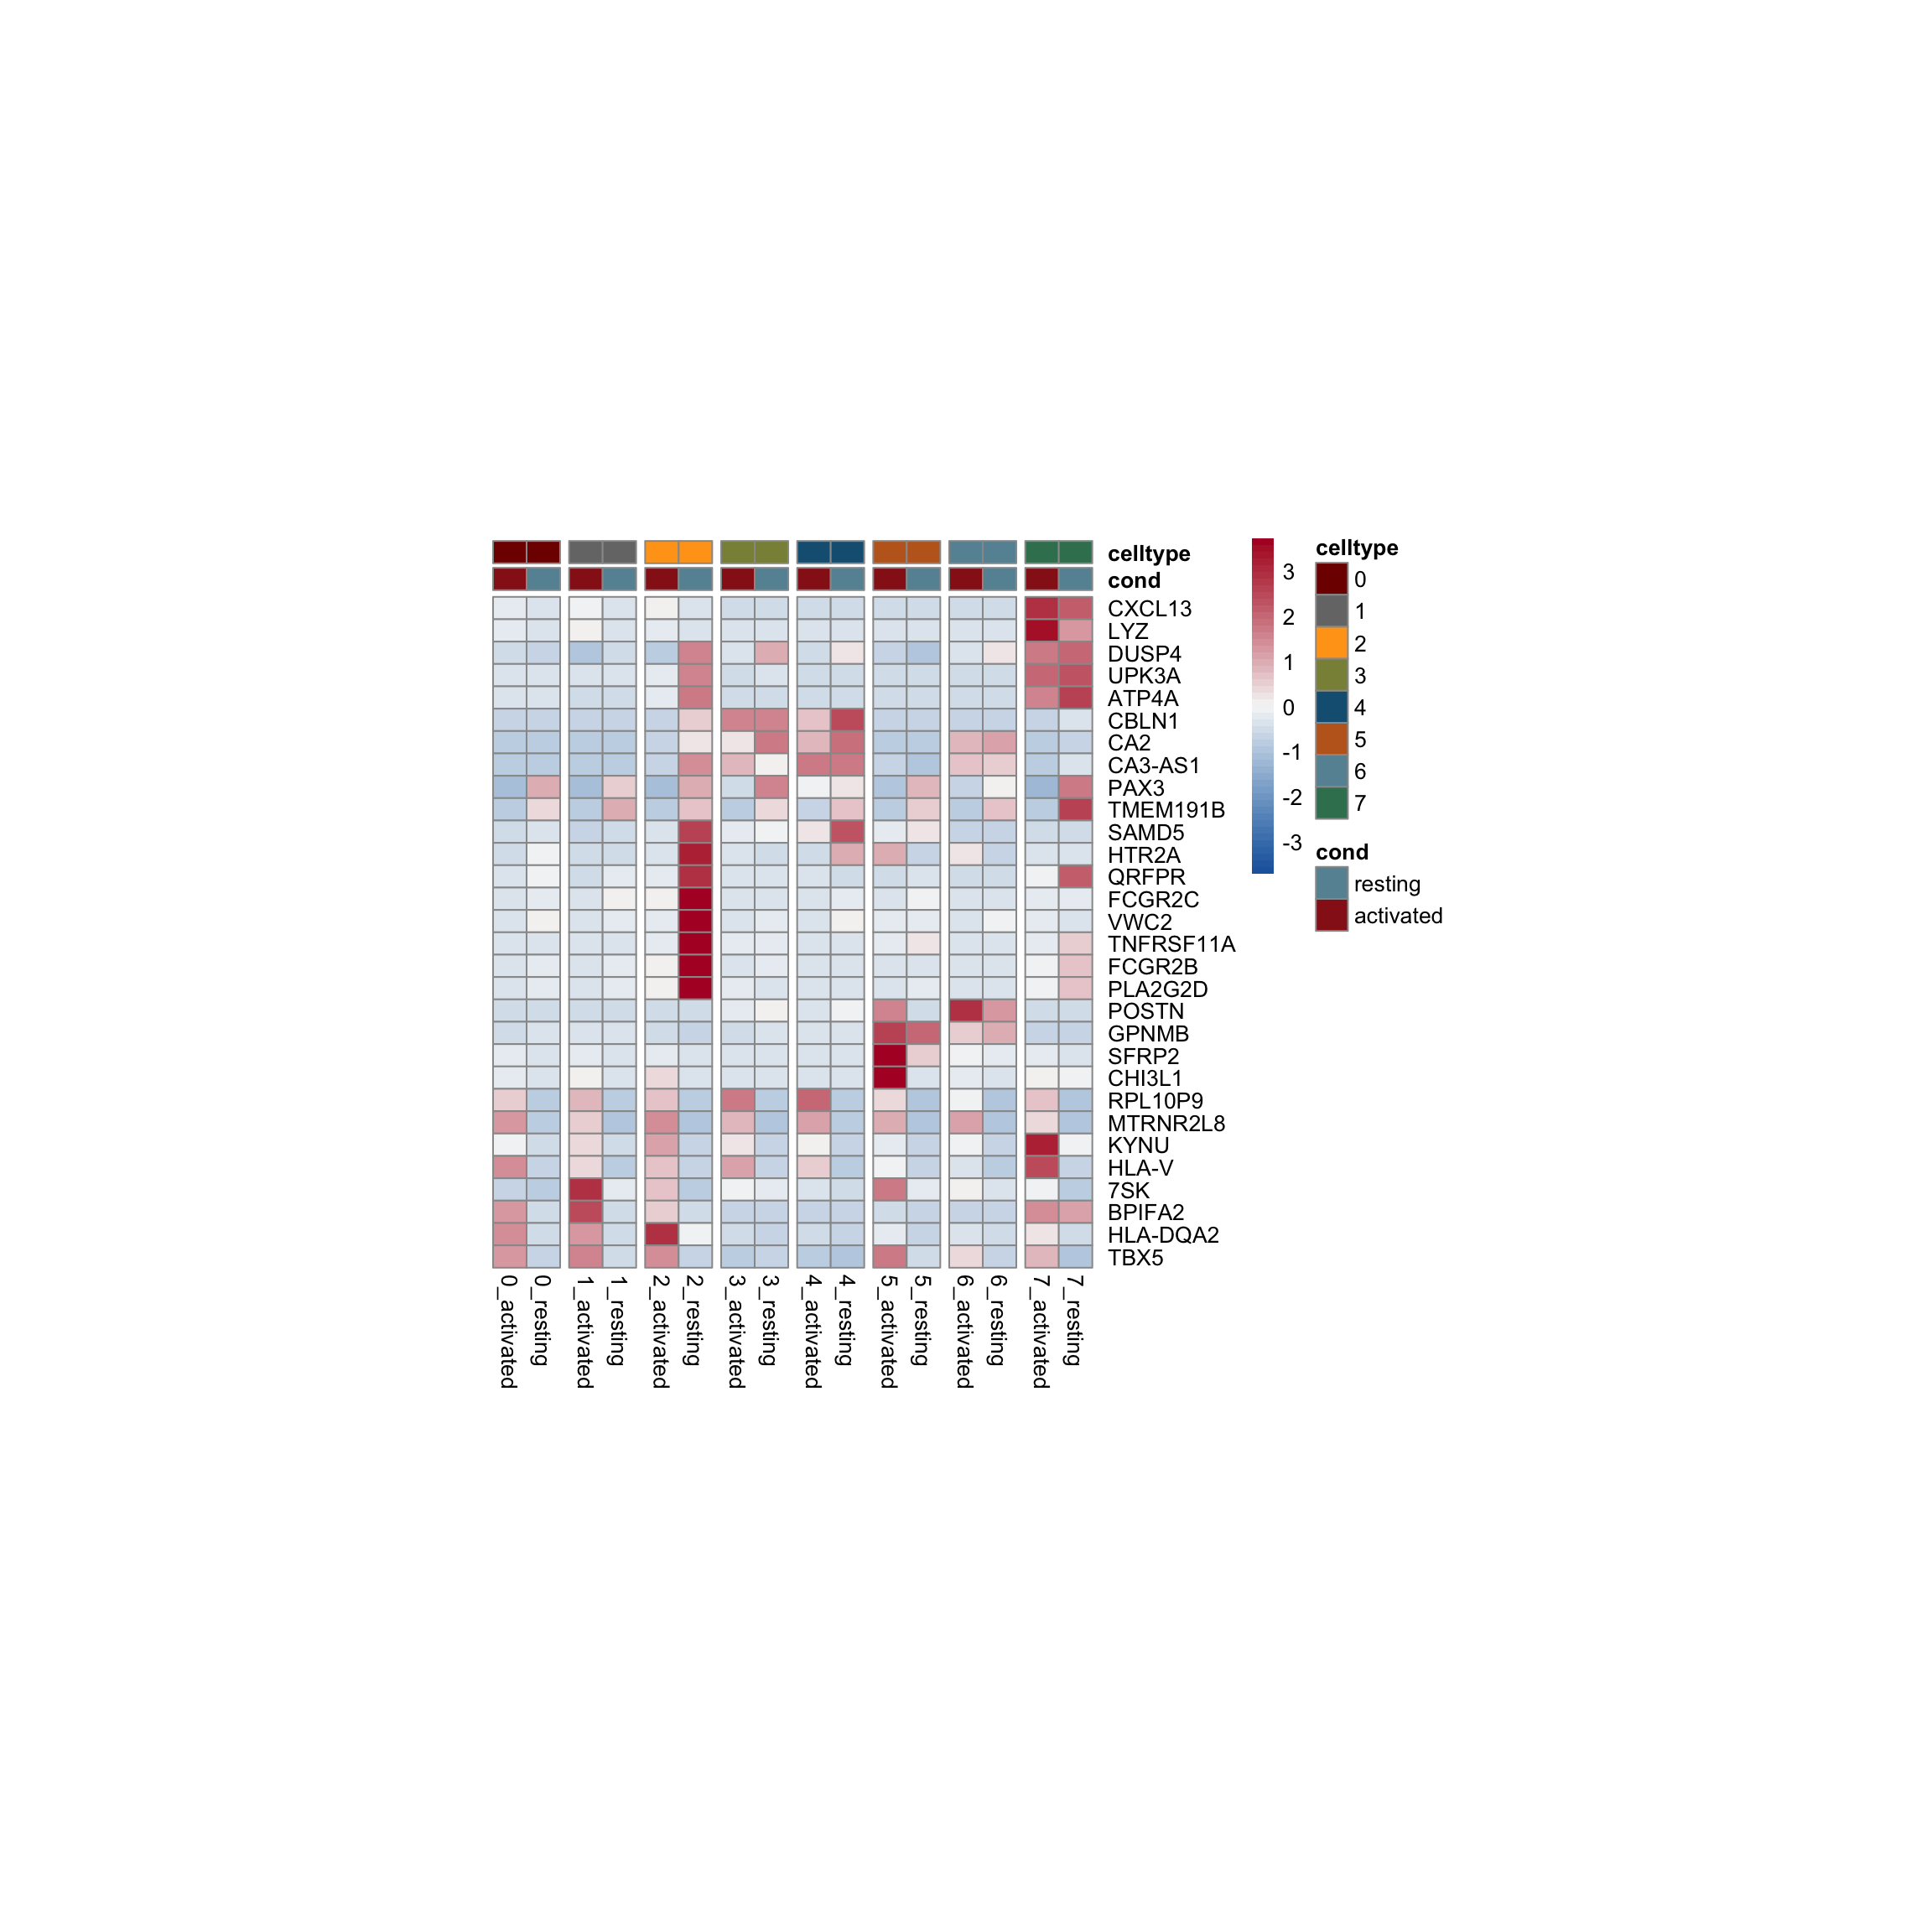 celltype
cond
CXCL13
LYZ
DUSP4
UPK3A
ATP4A
CBLN1
CA2
CA3-AS1
PAX3
TMEM191B
SAMD5
HTR2A
QRFPR
FCGR2C
VWC2
TNFRSF11A
FCGR2B
PLA2G2D
POSTN
GPNMB
SFRP2
CHI3L1
RPL10P9
MTRNR2L8
KYNU
HLA-V
7SK
BPIFA2
HLA-DQA2
TBX5
0_activated
0_resting
1_activated
1_resting
2_activated
2_resting
3_activated
3_resting
4_activated
4_resting
5_activated
5_resting
6_activated
6_resting
7_activated
7_resting
3
2
1
0
-1
-2
-3
celltype
0
1
2
3
4
5
6
7
cond
resting
activated